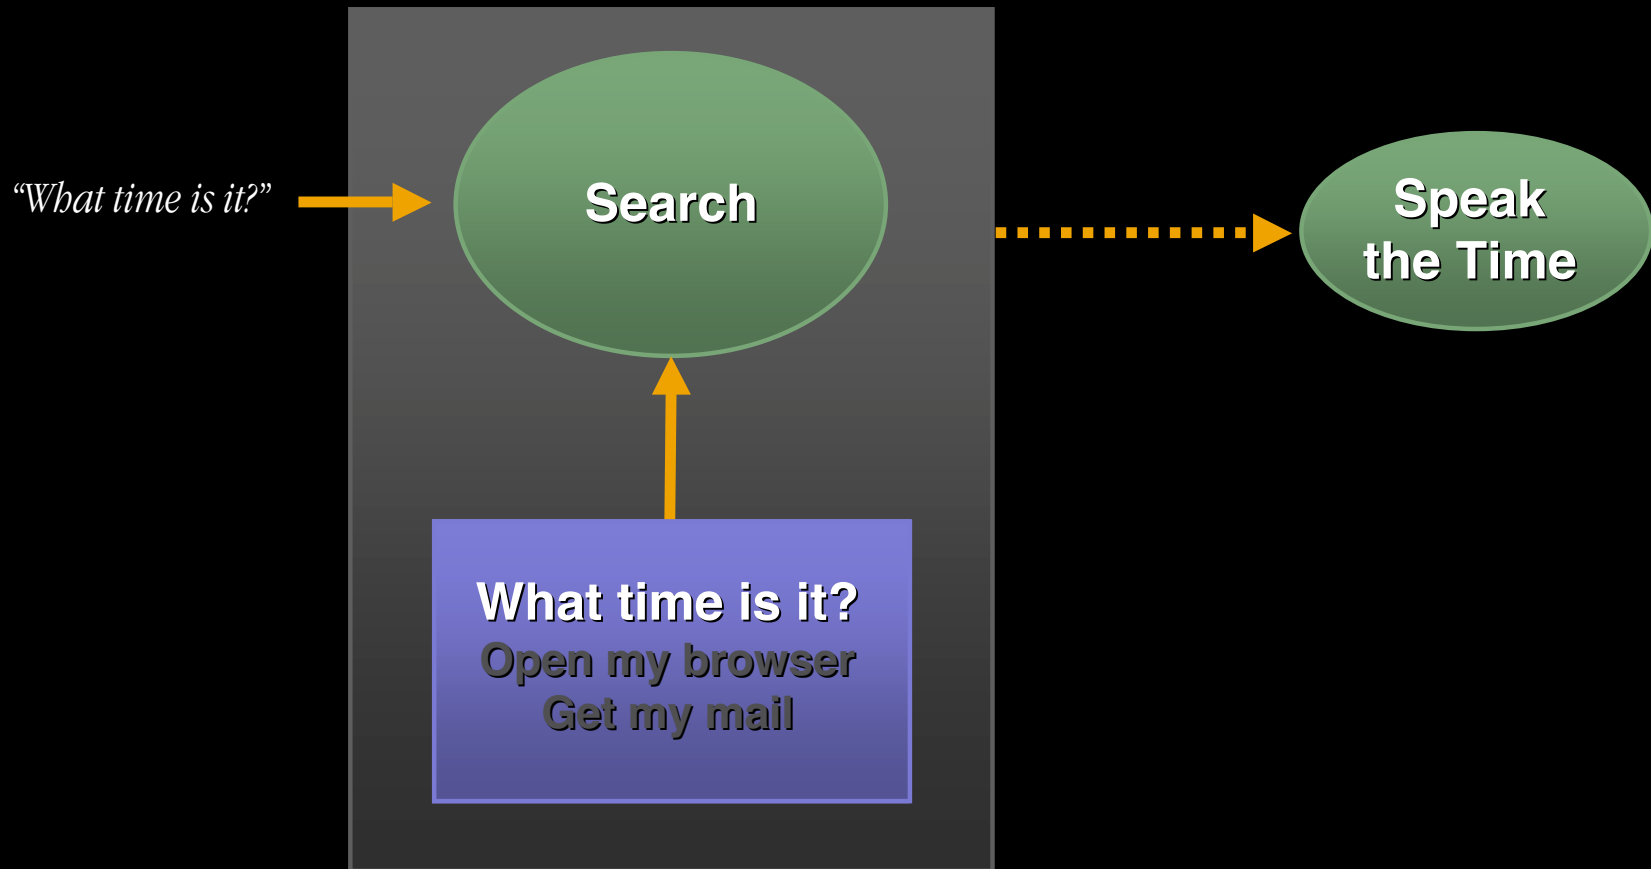 “What time is it?”
Search
Speak
the Time
What time is it?
Open my browser
Get my mail